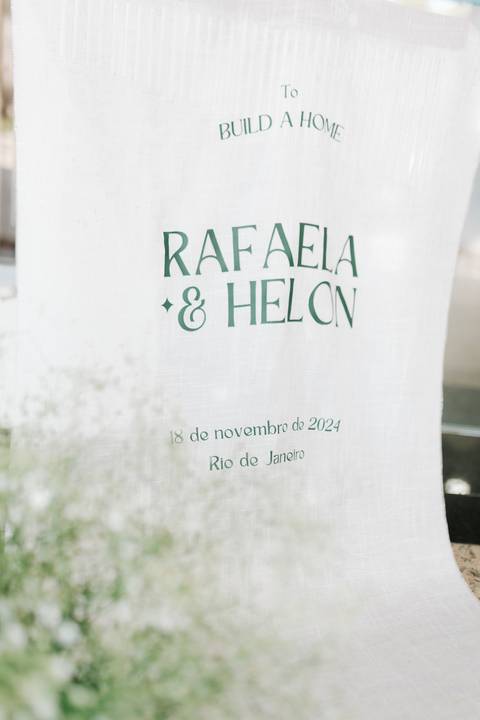 To
BUILD A HOME
RAFAELA
& HELON
18 de novembro de 2024
Rio de Janeiro